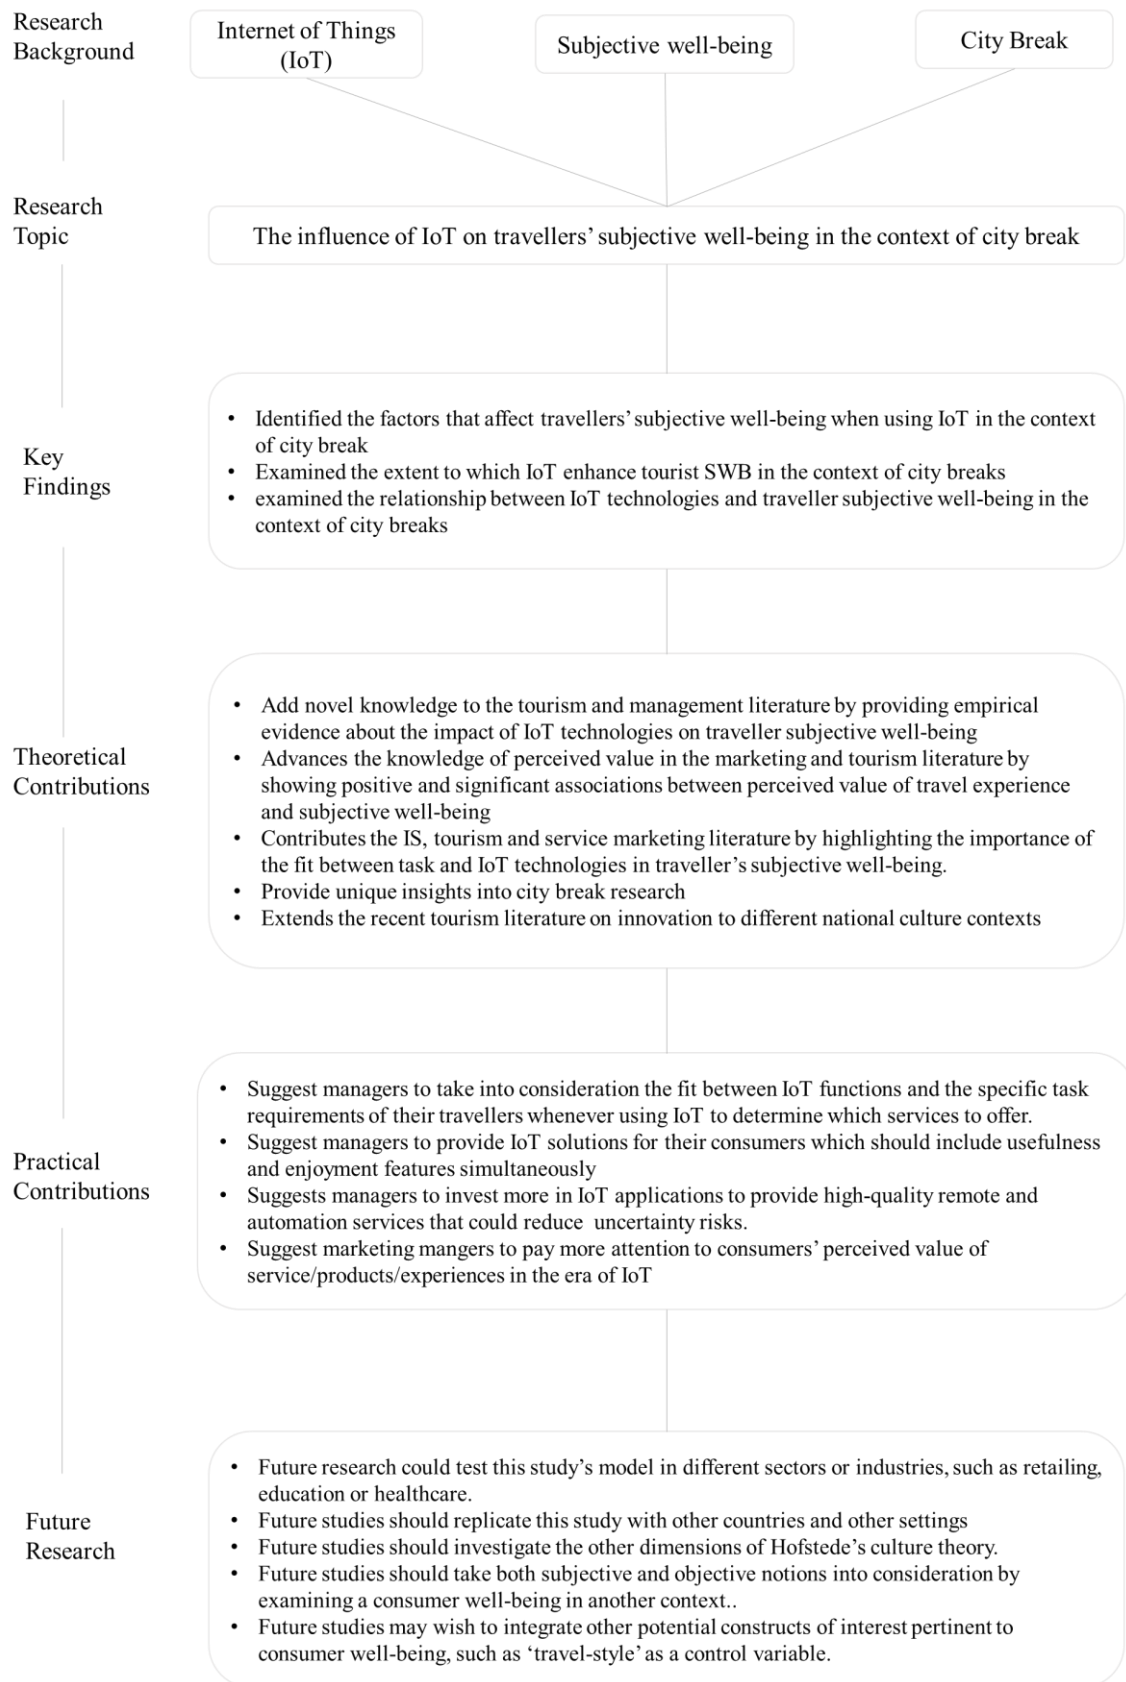 Research
Background
Internet of Things
(IoT)
Subjective well-being
City Break
Research
Topic
The influence of IoT on travellers’ subjective well-being in the context of city break
Key
Findings
• Identified the factors that affect travellers’ subjective well-being when using IoT in the context
of city break
• Examined the extent to which IoT enhance tourist SWB in the context of city breaks
• examined the relationship between IoT technologies and traveller subjective well-being in the
context of city breaks
Theoretical
Contributions
• Add novel knowledge to the tourism and management literature by providing empirical
evidence about the impact of IoT technologies on traveller subjective well-being
• Advances the knowledge of perceived value in the marketing and tourism literature by
showing positive and significant associations between perceived value of travel experience
and subjective well-being
• Contributes the IS, tourism and service marketing literature by highlighting the importance of
the fit between task and IoT technologies in traveller’s subjective well-being.
• Provide unique insights into city break research
• Extends the recent tourism literature on innovation to different national culture contexts
Practical
Contributions
• Suggest managers to take into consideration the fit between IoT functions and the specific task
requirements of their travellers whenever using IoT to determine which services to offer.
• Suggest managers to provide IoT solutions for their consumers which should include usefulness
and enjoyment features simultaneously
• Suggests managers to invest more in IoT applications to provide high-quality remote and
automation services that could reduce uncertainty risks.
• Suggest marketing mangers to pay more attention to consumers’ perceived value of
service/products/experiences in the era of IoT
Future
Research
• Future research could test this study’s model in different sectors or industries, such as retailing,
education or healthcare.
• Future studies should replicate this study with other countries and other settings
• Future studies should investigate the other dimensions of Hofstede’s culture theory.
• Future studies should take both subjective and objective notions into consideration by
examining a consumer well-being in another context..
• Future studies may wish to integrate other potential constructs of interest pertinent to
consumer well-being, such as ‘travel-style’ as a control variable.